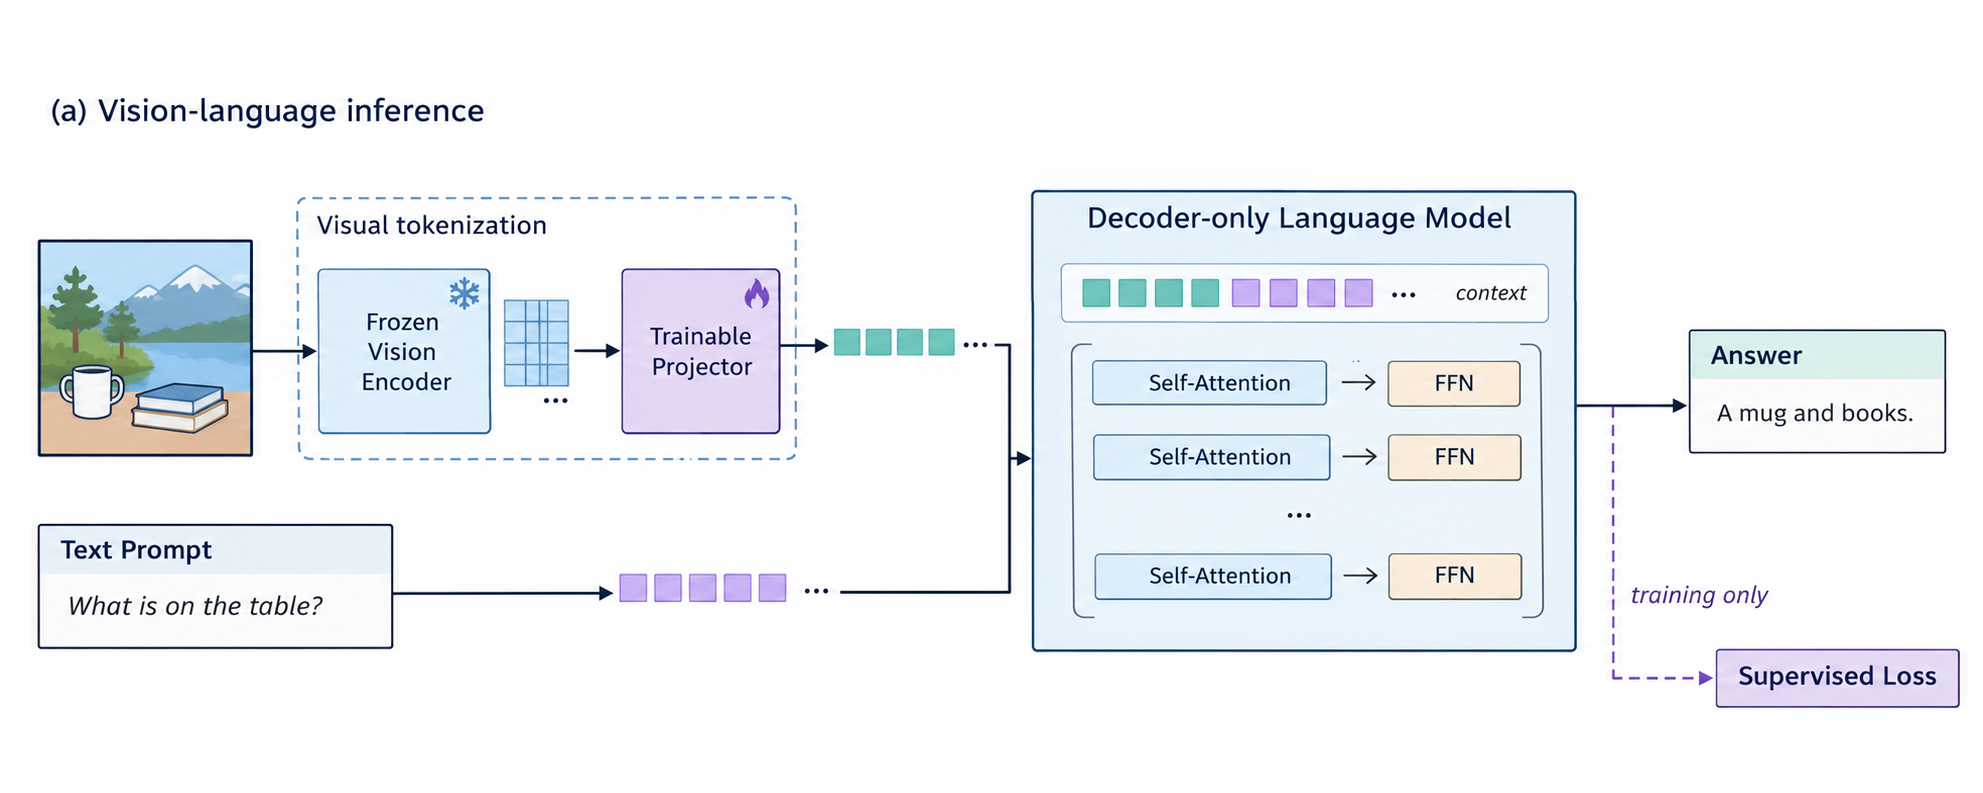 (a) Vision-language inference
Visual tokenization
Frozen
Vision
Encoder
...
Trainable
Projector
...
Text Prompt
What is on the table?
...
Decoder-only Language Model
... context
Self-Attention → FFN
Self-Attention → FFN
...
Self-Attention → FFN
Answer
A mug and books.
training only
Supervised Loss